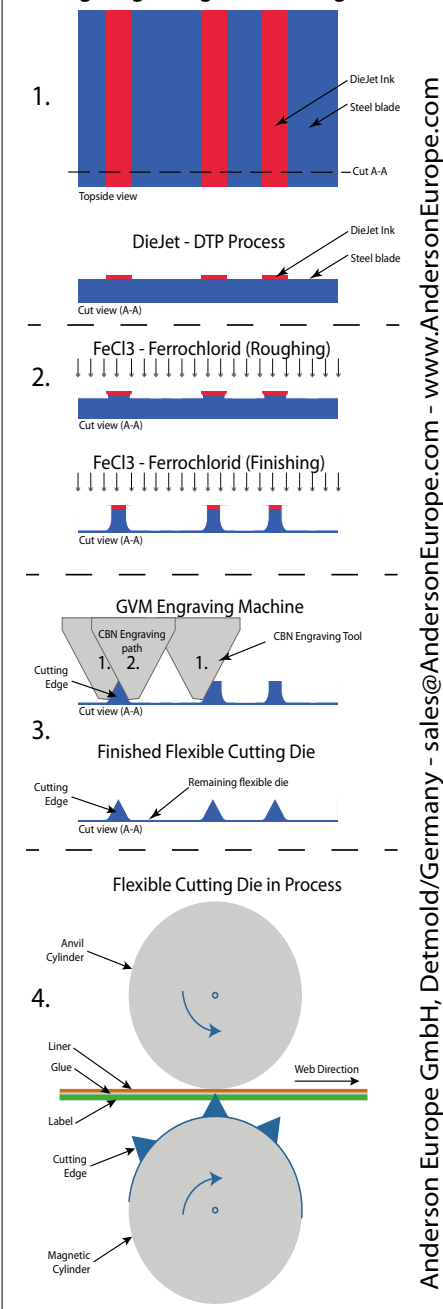 1.
DieJet Ink
Steel blade
Cut A-A
Topside view
DieJet - DTP Process
DieJet Ink
Steel blade
Cut view (A-A)
FeCl3 - Ferrochlorid (Roughing)
2.
Cut view (A-A)
FeCl3 - Ferrochlorid (Finishing)
Cut view (A-A)
GVM Engraving Machine
CBN Engraving
path
CBN Engraving Tool
1.
2.
1.
Cutting
Edge
Cut view (A-A)
3.
Finished Flexible Cutting Die
Cutting
Edge
Remaining flexible die
Cut view (A-A)
Flexible Cutting Die in Process
Anvil
Cylinder
4.
Liner
Glue
Web Direction
Label
Cutting
Edge
Magnetic
Cylinder
Anderson Europe GmbH, Detmold/Germany - sales@AndersonEurope.com - www.AndersonEurope.com